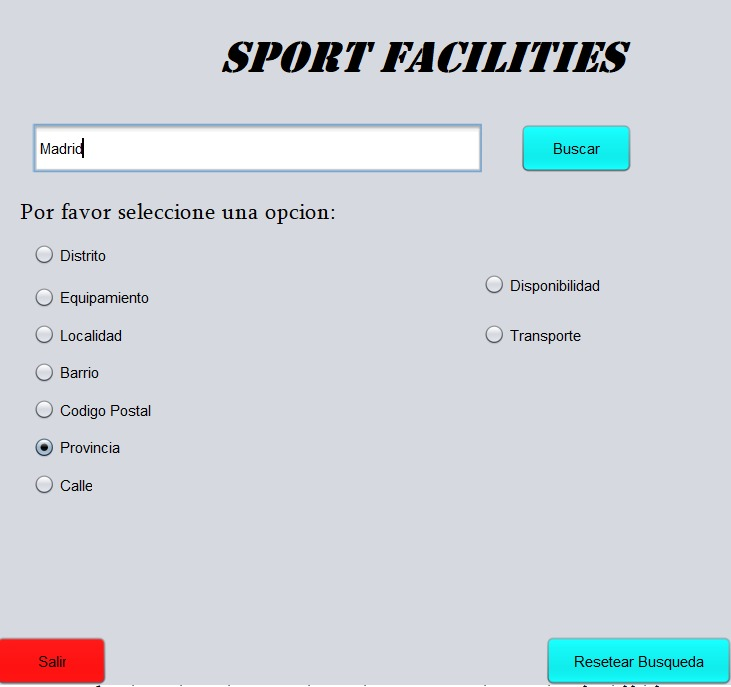 SPORT FACILITIES
Madrid
Buscar
Por favor seleccione una opcion:
Distrito
Equipamiento
Localidad
Barrio
Codigo Postal
Provincia
Calle
Disponibilidad
Transporte
Salir
Resetear Busqueda